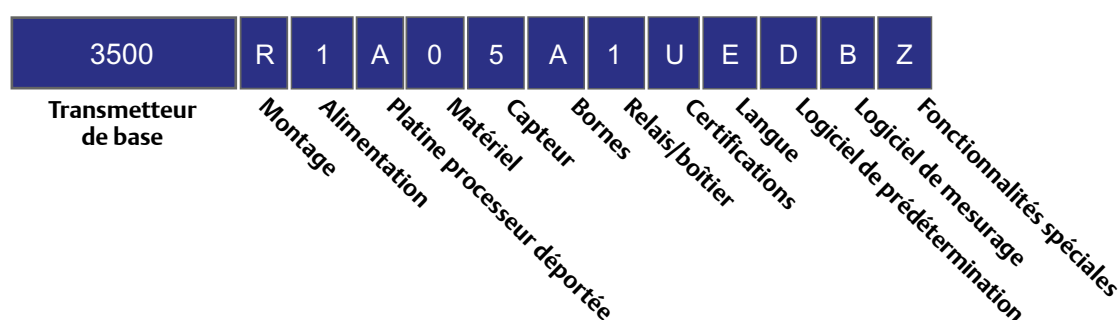 3500 R 1 A 0 5 A 1 U E D B Z
Transmetteur
de base
Montage
Alimentation
Platine processeur déportée
Matériel
Capteur
Bornes
Relais/boîtier
Certifications
Langue
Logiciel de prédétermination
Logiciel de mesurage
Fonctionnalités spéciales